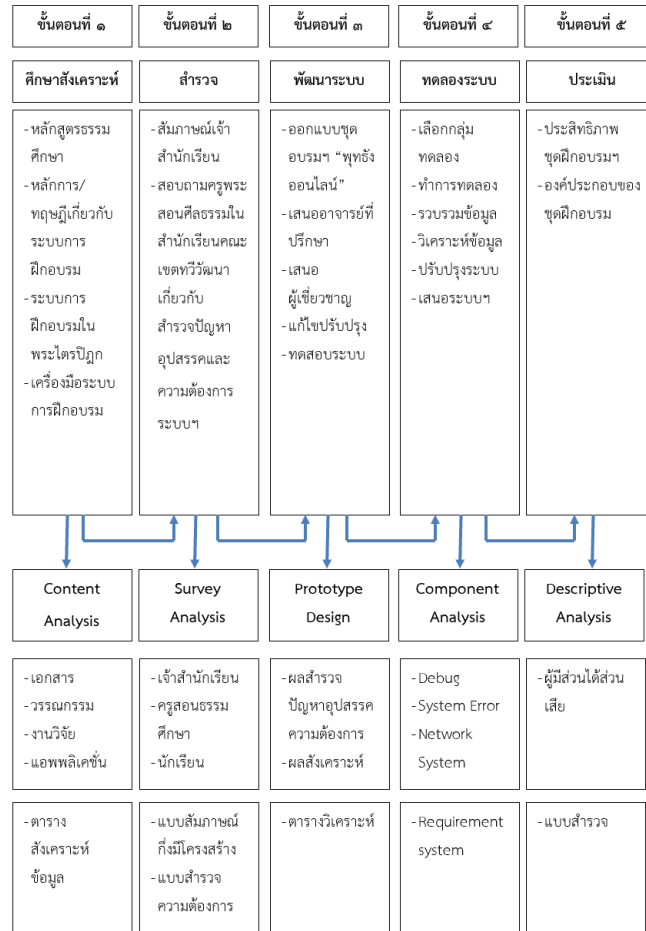 ขั้นตอนที่ ๑
ขั้นตอนที่ ๒
ขั้นตอนที่ ๓
ขั้นตอนที่ ๔
ขั้นตอนที่ ๕
ศึกษาสังเคราะห์
สำรวจ
พัฒนาระบบ
ทดลองระบบ
ประเมิน
-หลักสูตรธรรม
ศึกษา
-หลักการ/
ทฤษฎีเกี่ยวกับ
ระบบการ
ฝึกอบรม
-ระบบการ
ฝึกอบรมใน
พระไตรปิฎก
-เครื่องมือระบบ
การฝึกอบรม
-สัมภาษณ์เจ้า
สำนักเรียน
-สอบถามครูพระ
สอนศีลธรรมใน
สำนักเรียนคณะ
เขตทวีวัฒนา
เกี่ยวกับ
สำรวจปัญหา
อุปสรรคและ
ความต้องการ
ระบบฯ
-ออกแบบชุด
อบรมฯ “พุทธัง
ออนไลน์”
-เสนออาจารย์ที่
ปรึกษา
-เสนอ
ผู้เชี่ยวชาญ
-แก้ไขปรับปรุง
-ทดสอบระบบ
-เลือกกลุ่ม
ทดลอง
-ทำการทดลอง
-รวบรวมข้อมูล
-วิเคราะห์ข้อมูล
-ปรับปรุงระบบ
-เสนอระบบฯ
-ประสิทธิภาพ
ชุดฝึกอบรมฯ
-องค์ประกอบของ
ชุดฝึกอบรม
Content
Analysis
Survey
Analysis
Prototype
Design
Component
Analysis
Descriptive
Analysis
-เอกสาร
-วรรณกรรม
-งานวิจัย
-แอพพลิเคชั่น
-เจ้าสำนักเรียน
-ครูสอนธรรม
ศึกษา
-นักเรียน
-ผลสำรวจ
ปัญหาอุปสรรค
ความต้องการ
-ผลสังเคราะห์
-Debug
-System Error
-Network
System
-ผู้มีส่วนได้ส่วน
เสีย
-ตาราง
สังเคราะห์
ข้อมูล
-แบบสัมภาษณ์
กึ่งมีโครงสร้าง
-แบบสำรวจ
ความต้องการ
-ตารางวิเคราะห์
-Requirement
system
-แบบสำรวจ